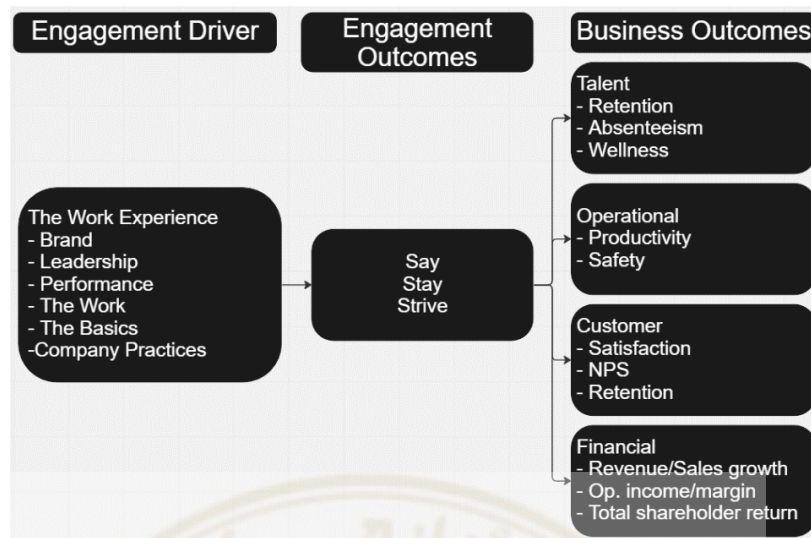 Engagement Driver
Engagement
Outcomes
Business Outcomes
The Work Experience
- Brand
- Leadership
- Performance
- The Work
- The Basics
-Company Practices
Say
Stay
Strive
Talent
- Retention
- Absenteeism
- Wellness
Operational
- Productivity
- Safety
Customer
- Satisfaction
- NPS
- Retention
Financial
- Revenue/Sales growth
- Op. income/margin
- Total shareholder return